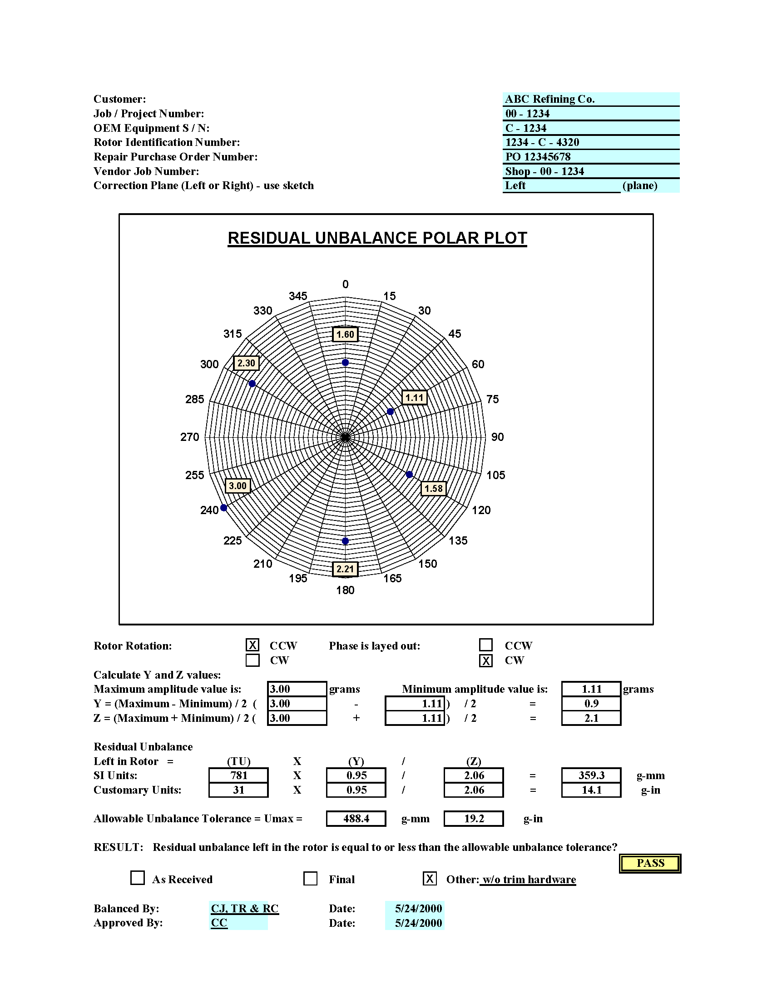 Customer: ABC Refining Co.
Job / Project Number: 00 - 1234
OEM Equipment S / N: C - 1234
Rotor Identification Number: 1234 - C - 4320
Repair Purchase Order Number: PO 12345678
Vendor Job Number: Shop - 00 - 1234
Correction Plane (Left or Right) - use sketch Left (plane)
RESIDUAL UNBALANCE POLAR PLOT
0
345 15
330 30
315 1.60 45
300 2.30 60
285 1.11 75
270 90
255 3.00 1.58 105
240 120
225 135
210 2.21 150
195 165
180
Rotor Rotation: X CCW Phase is layed out: CCW
CW X CW
Calculate Y and Z values:
Maximum amplitude value is: 3.00 grams Minimum amplitude value is: 1.11 grams
Y = (Maximum - Minimum) / 2 ( 3.00 - 1.11 ) / 2 = 0.9
Z = (Maximum + Minimum) / 2 ( 3.00 + 1.11 ) / 2 = 2.1
Residual Unbalance
Left in Rotor = (TU) X (Y) / (Z)
SI Units: 781 X 0.95 / 2.06 = 359.3 g-mm
Customary Units: 31 X 0.95 / 2.06 = 14.1 g-in
Allowable Unbalance Tolerance = Umax = 488.4 g-mm 19.2 g-in
RESULT: Residual unbalance left in the rotor is equal to or less than the allowable unbalance tolerance?
PASS
As Received Final X Other: w/o trim hardware
Balanced By: CJ, TR & RC Date: 5/24/2000
Approved By: CC Date: 5/24/2000